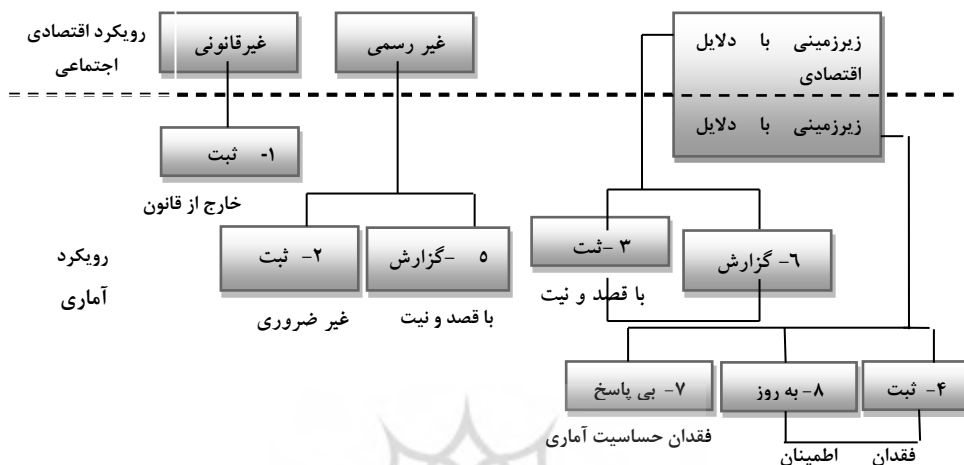 رویکرد اقتصادی
اجتماعی
غیرقانونی
غیر رسمی
زیرزمینی با دلایل
اقتصادی
زیرزمینی با دلایل
۱- ثبت
خارج از قانون
رویکرد
آماری
۲- ثبت
غیر ضروری
۵ -گزارش
با قصد و نیت
۳ -ثبت
با قصد و نیت
۶- گزارش
۷- بی پاسخ
۸- به روز
۴- ثبت
فقدان حساسیت آماری
فقدان اطمینان